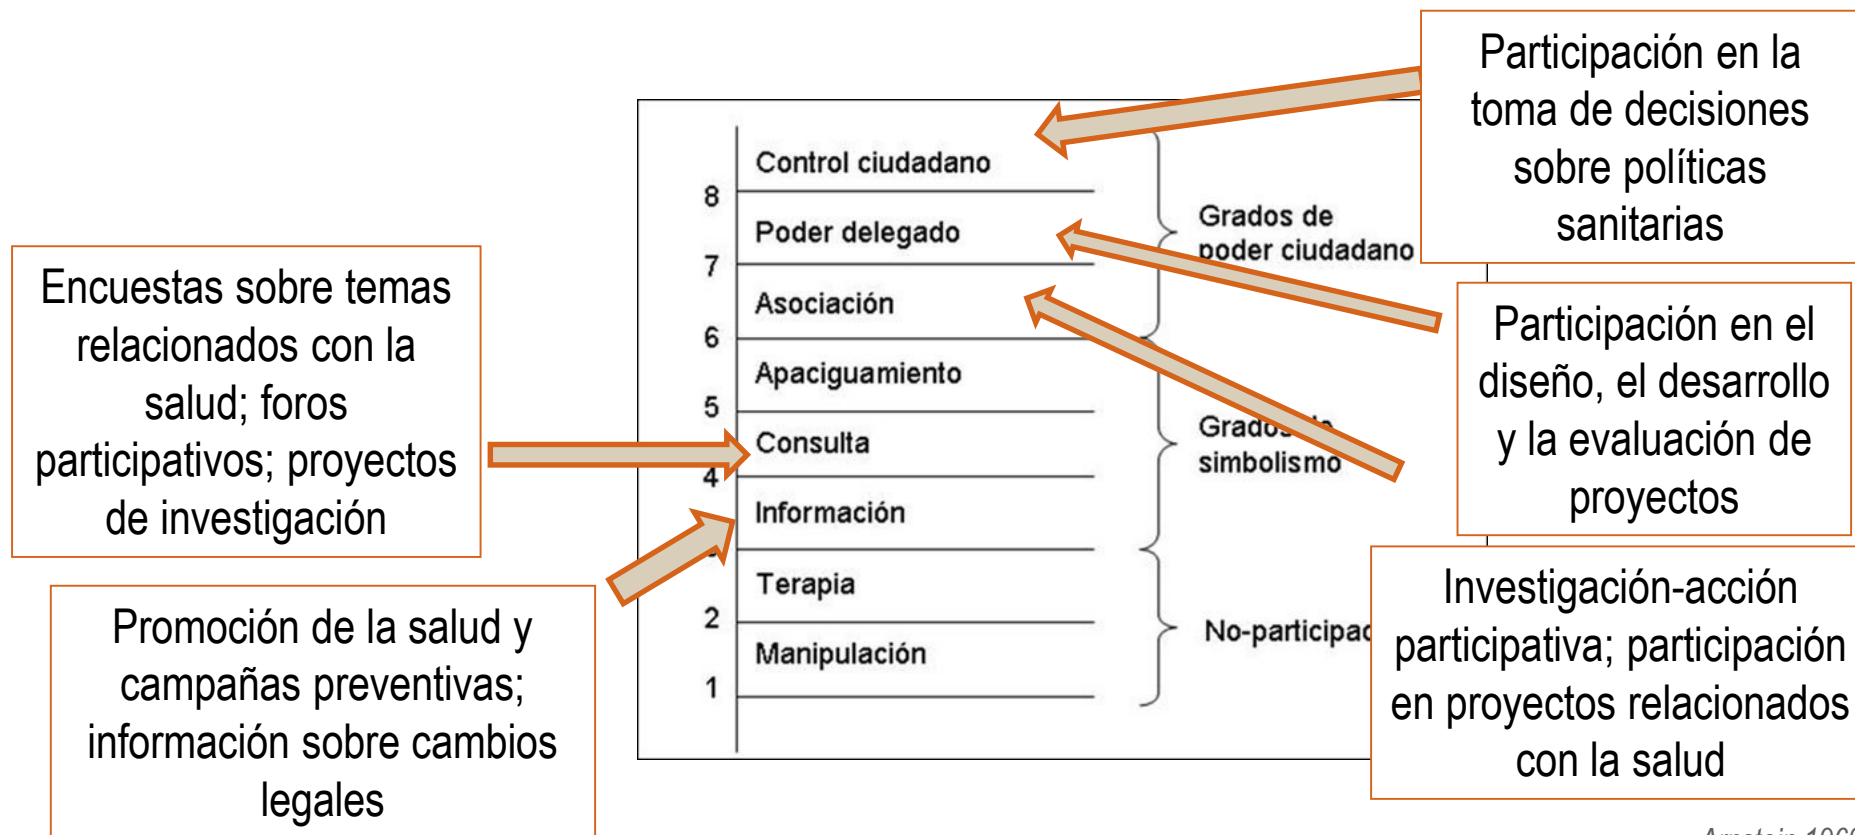 Participación en la
toma de decisiones
sobre políticas
sanitarias
Control ciudadano
8
Poder delegado
7
Asociación
6
Apaciguamiento
5
Consulta
4
Información
Terapia
2
Manipulación
1
Grados de
poder ciudadano
Grados de
simbolismo
Encuestas sobre temas
relacionados con la
salud; foros
participativos; proyectos
de investigación
Promoción de la salud y
campañas preventivas;
información sobre cambios
legales
Participación en el
diseño, el desarrollo
y la evaluación de
proyectos
Investigación-acción
participativa; participación
en proyectos relacionados
con la salud